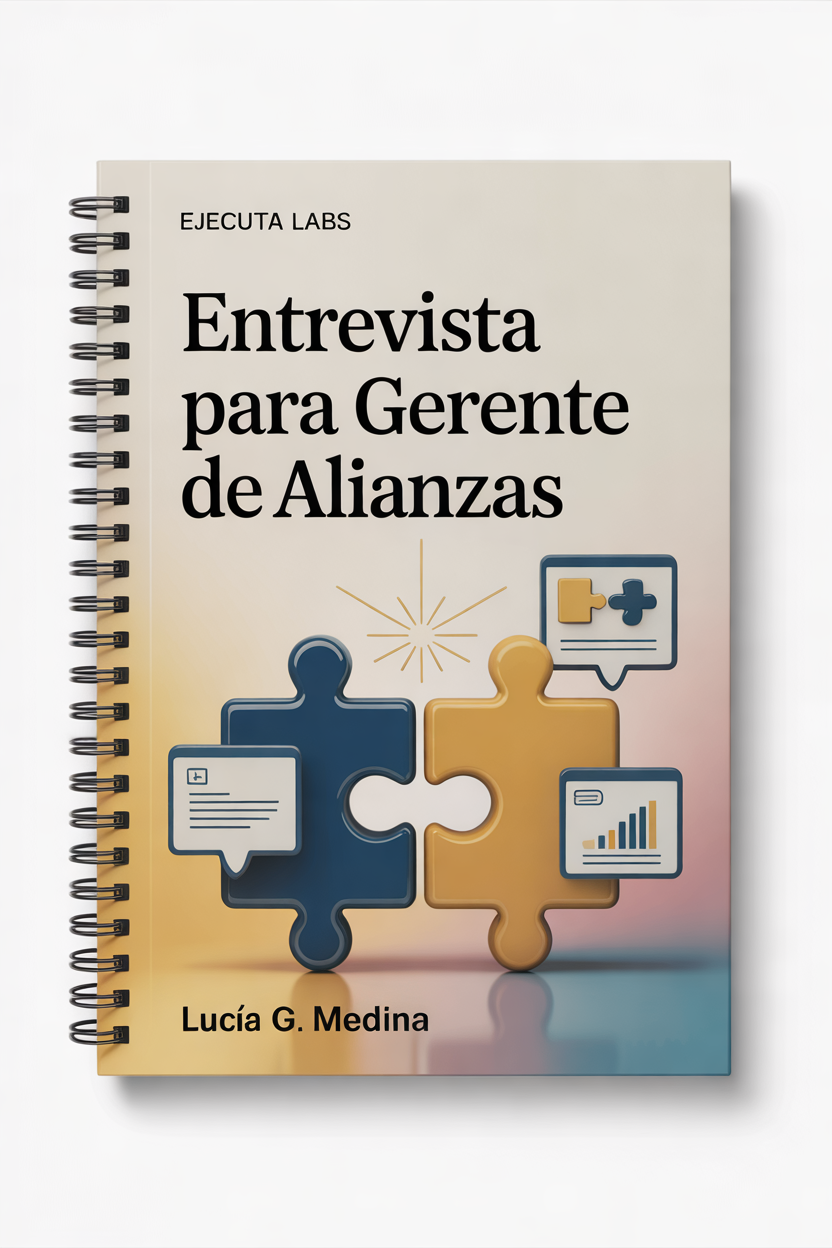 EJECUTA LABS
Entrevista
para Gerente
de Alianzas
Lucía G. Medina